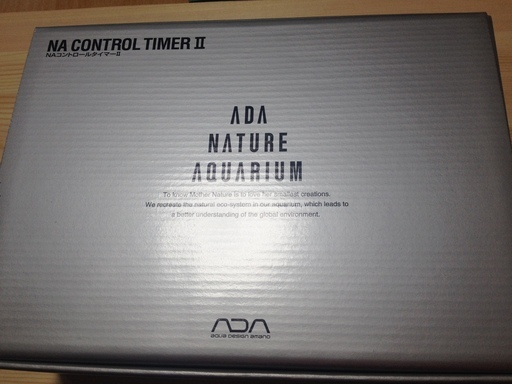 NA CONTROL TIMER II
NAコントロールタイマーII
ADA
NATURE
AQUARIUM
To know Mother Nature is to love her smallest creations.
We recreate the natural eco-system in our aquarium, which leads to
a better understanding of the global environment.
ADA
AQUA DESIGN AMANO